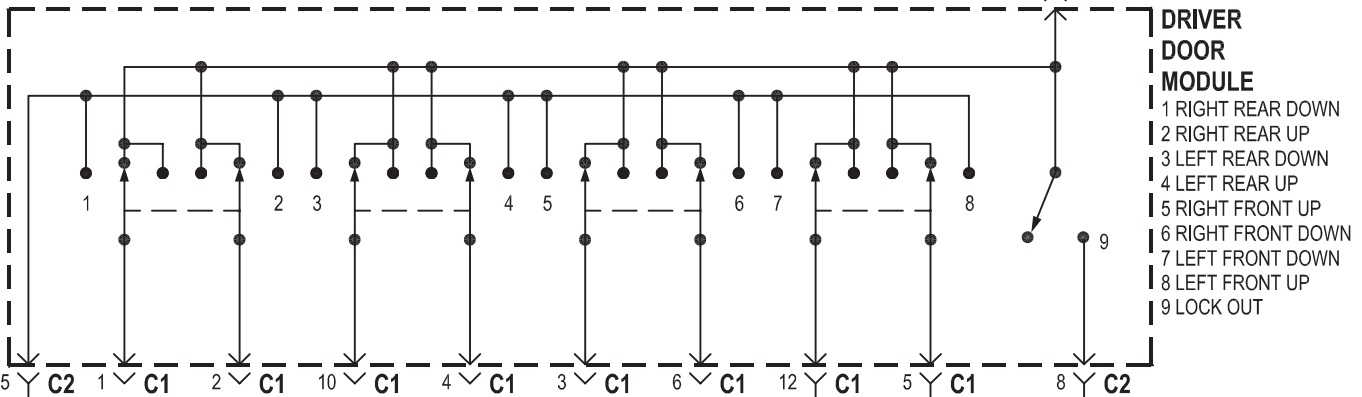 DRIVER
DOOR
MODULE
1 RIGHT REAR DOWN
2 RIGHT REAR UP
3 LEFT REAR DOWN
4 LEFT REAR UP
5 RIGHT FRONT UP
6 RIGHT FRONT DOWN
7 LEFT FRONT DOWN
8 LEFT FRONT UP
9 LOCK OUT
1 2 3 4 5 6 7 8
9
5 C2 1 C1 2 C1 10 C1 4 C1 3 C1 6 C1 12 C1 5 C1 8 C2